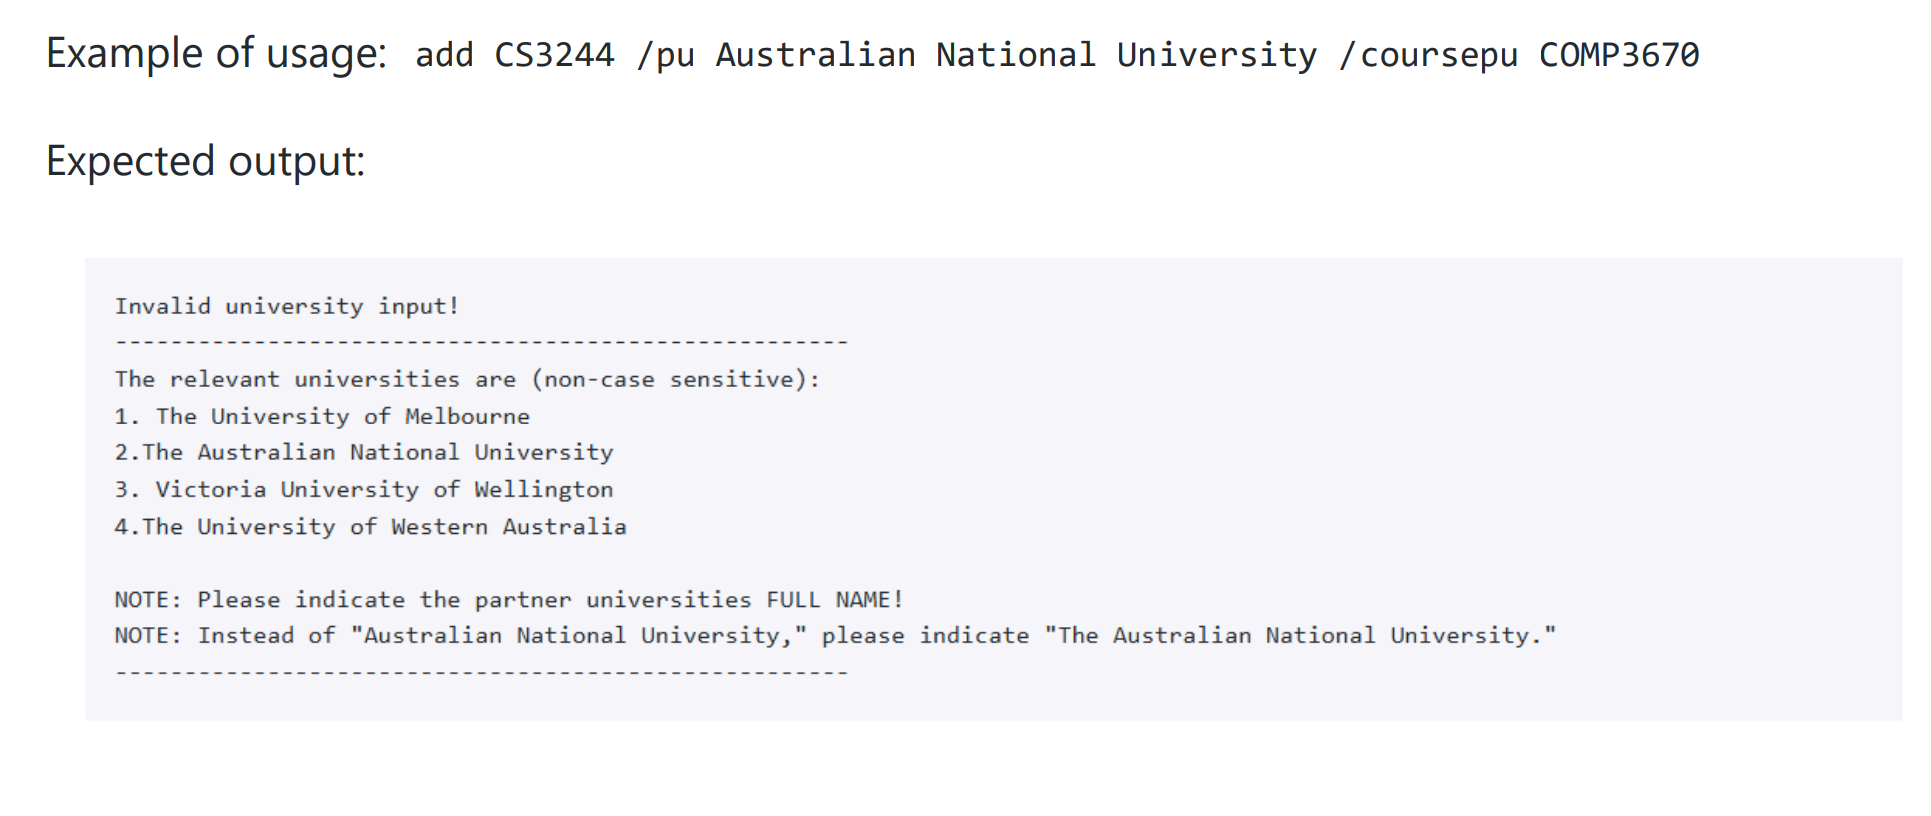 Example of usage: add CS3244 /pu Australian National University /coursepu COMP3670
Expected output:
Invalid university input!
-----------------------------------------------------
The relevant universities are (non-case sensitive):
1. The University of Melbourne
2.The Australian National University
3. Victoria University of Wellington
4.The University of Western Australia
NOTE: Please indicate the partner universities FULL NAME!
NOTE: Instead of "Australian National University," please indicate "The Australian National University."
-----------------------------------------------------